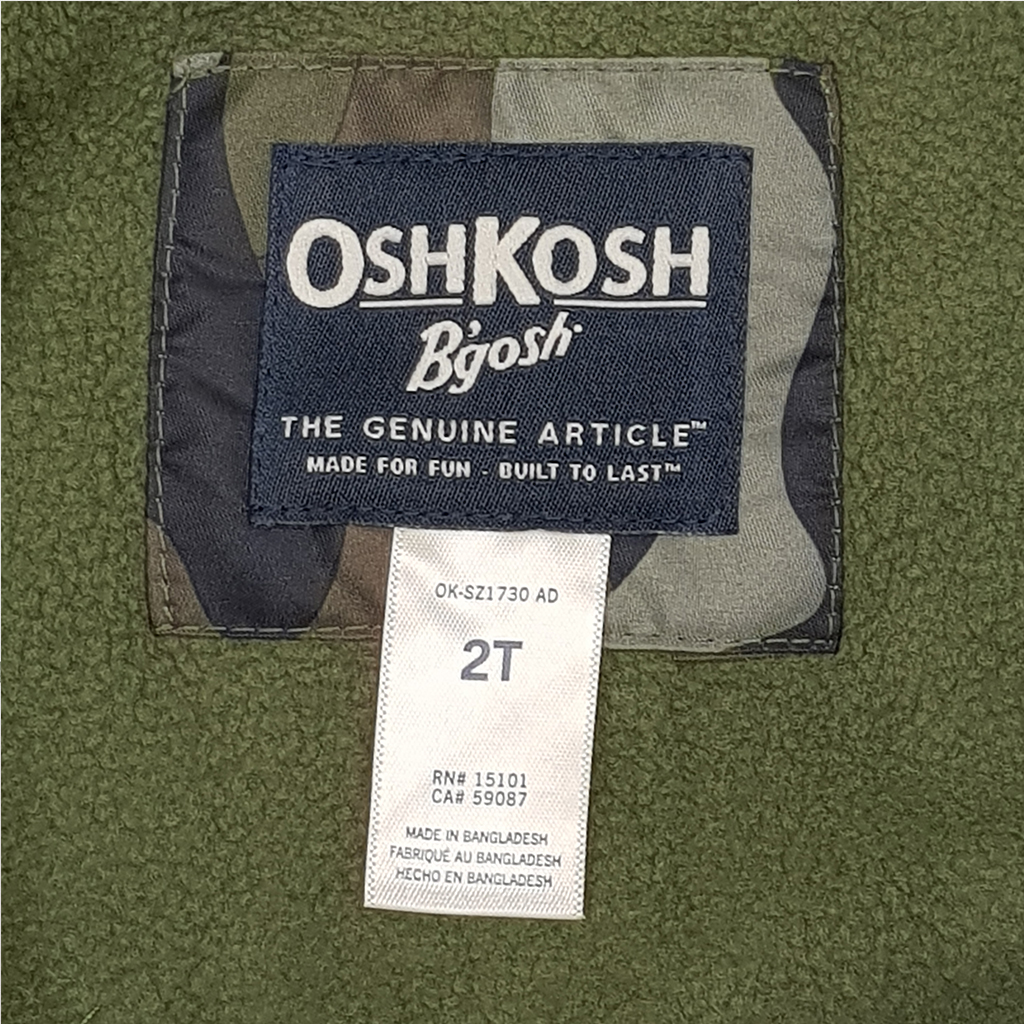 OSHKOSH
B'gosh
THE GENUINE ARTICLE™
MADE FOR FUN - BUILT TO LAST™
OK-SZ1730 AD
2T
RN# 15101
CA# 59087
MADE IN BANGLADESH
FABRIQUÉ AU BANGLADESH
HECHO EN BANGLADESH